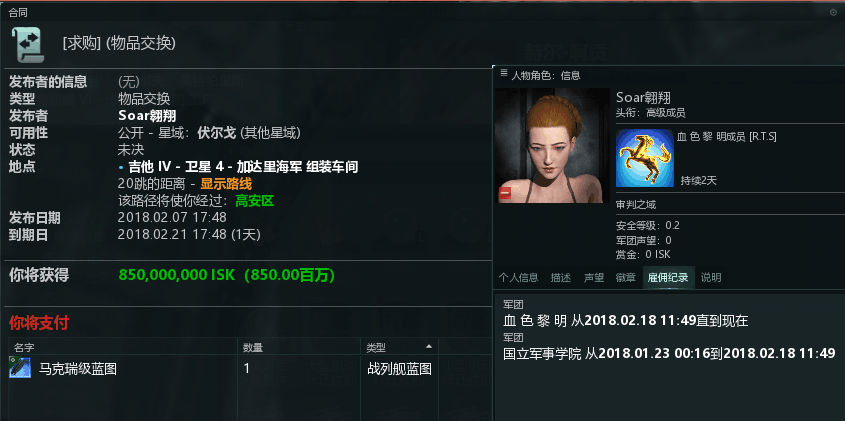 合同
[求购] (物品交换)
发布者的信息 (无)
类型 物品交换
发布者 Soar翱翔
可用性 公开 - 星域：伏尔戈 (其他星域)
状态 未决
地点 • 吉他 IV - 卫星 4 - 加达里海军 组装车间
20跳的距离 - 显示路线
该路径将使你经过：高安区
发布日期 2018.02.07 17:48
到期日 2018.02.21 17:48 (1天)
你将获得 850,000,000 ISK (850.00百万)
你将支付
名字 数量 类型
马克瑞级蓝图 1 战列舰蓝图
人物角色：信息
Soar翱翔
头衔：高级成员
血 色 黎 明成员 [R.T.S]
持续2天
审判之域
安全等级：0.2
军团声望：0
赏金：0 ISK
个人信息 描述 声望 徽章 雇佣纪录 说明
军团
血 色 黎 明 从2018.02.18 11:49直到现在
军团
国立军事学院 从2018.01.23 00:16到2018.02.18 11:49